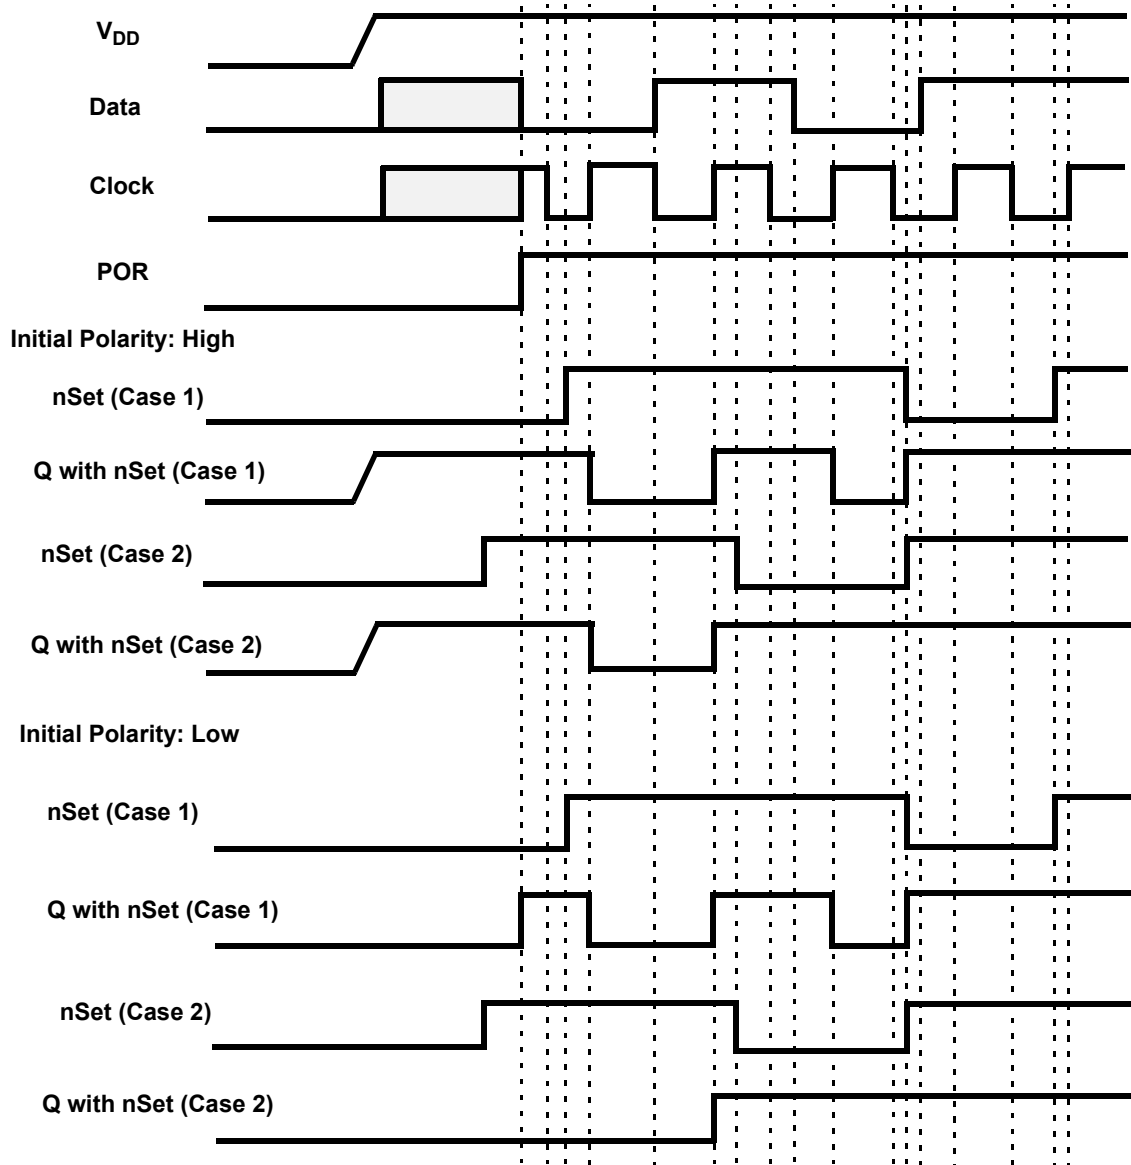 VDD
Data
Clock
POR
Initial Polarity: High
nSet (Case 1)
Q with nSet (Case 1)
nSet (Case 2)
Q with nSet (Case 2)
Initial Polarity: Low
nSet (Case 1)
Q with nSet (Case 1)
nSet (Case 2)
Q with nSet (Case 2)